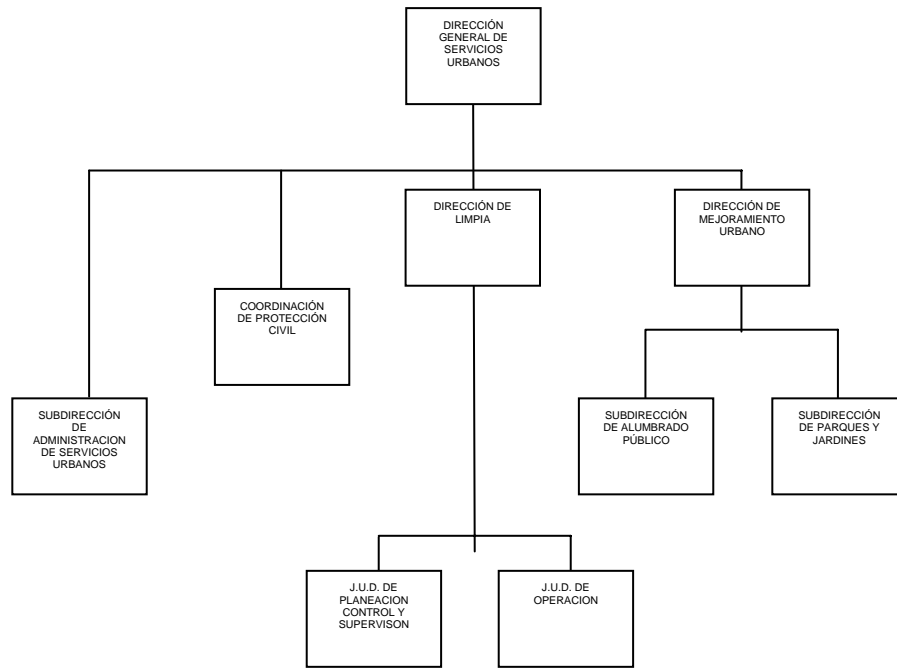 DIRECCIÓN
GENERAL DE
SERVICIOS
URBANOS
DIRECCIÓN DE
LIMPIA
DIRECCIÓN DE
MEJORAMIENTO
URBANO
COORDINACIÓN
DE PROTECCIÓN
CIVIL
SUBDIRECCIÓN
DE
ADMINISTRACION
DE SERVICIOS
URBANOS
SUBDIRECCIÓN
DE ALUMBRADO
PÚBLICO
SUBDIRECCIÓN
DE PARQUES Y
JARDINES
J.U.D. DE
PLANEACION
CONTROL Y
SUPERVISON
J.U.D. DE
OPERACION